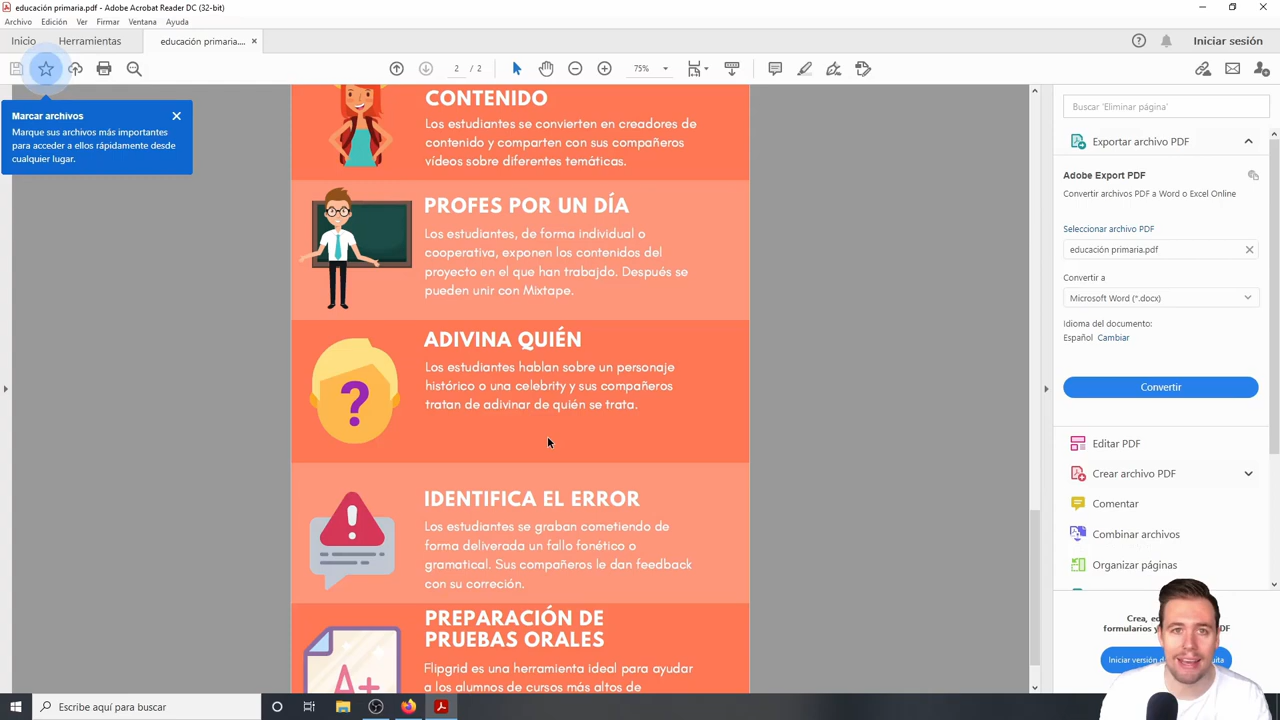 educación primaria.pdf - Adobe Acrobat Reader DC (32-bit)
Archivo Edición Ver Firmar Ventana Ayuda
Inicio Herramientas educación primaria.... × Iniciar sesión
2 / 2 75%
Marcar archivos
Marque sus archivos más importantes
para acceder a ellos rápidamente desde
cualquier lugar.
CONTENIDO
Los estudiantes se convierten en creadores de
contenido y comparten con sus compañeros
vídeos sobre diferentes temáticas.
PROFES POR UN DÍA
Los estudiantes, de forma individual o
cooperativa, exponen los contenidos del
proyecto en el que han trabajdo. Después se
pueden unir con Mixtape.
ADIVINA QUIÉN
?
Los estudiantes hablan sobre un personaje
histórico o una celebrity y sus compañeros
tratan de adivinar de quién se trata.
IDENTIFICA EL ERROR
!
Los estudiantes se graban cometiendo de
forma deliverada un fallo fonético o
gramatical. Sus compañeros le dan feedback
con su correción.
PREPARACIÓN DE
PRUEBAS ORALES
A+
Flipgrid es una herramienta ideal para ayudar
a los alumnos de cursos más altos de
Buscar 'Eliminar página'
Exportar archivo PDF
Adobe Export PDF
Convertir archivos PDF a Word o Excel Online
Seleccionar archivo PDF
educación primaria.pdf
Convertir a
Microsoft Word (*.docx)
Idioma del documento:
Español Cambiar
Convertir
Editar PDF
Crear archivo PDF
Comentar
Combinar archivos
Organizar páginas
Crea,
formularios DF
Iniciar versión
Escribe aquí para buscar